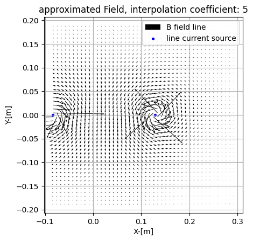 approximated Field, interpolation coefficient: 5
0.20
0.15
0.10
0.05
0.00
−0.05
−0.10
−0.15
−0.20
Y-[m]
B field line
line current source
−0.1
0.0
0.1
0.2
0.3
X-[m]